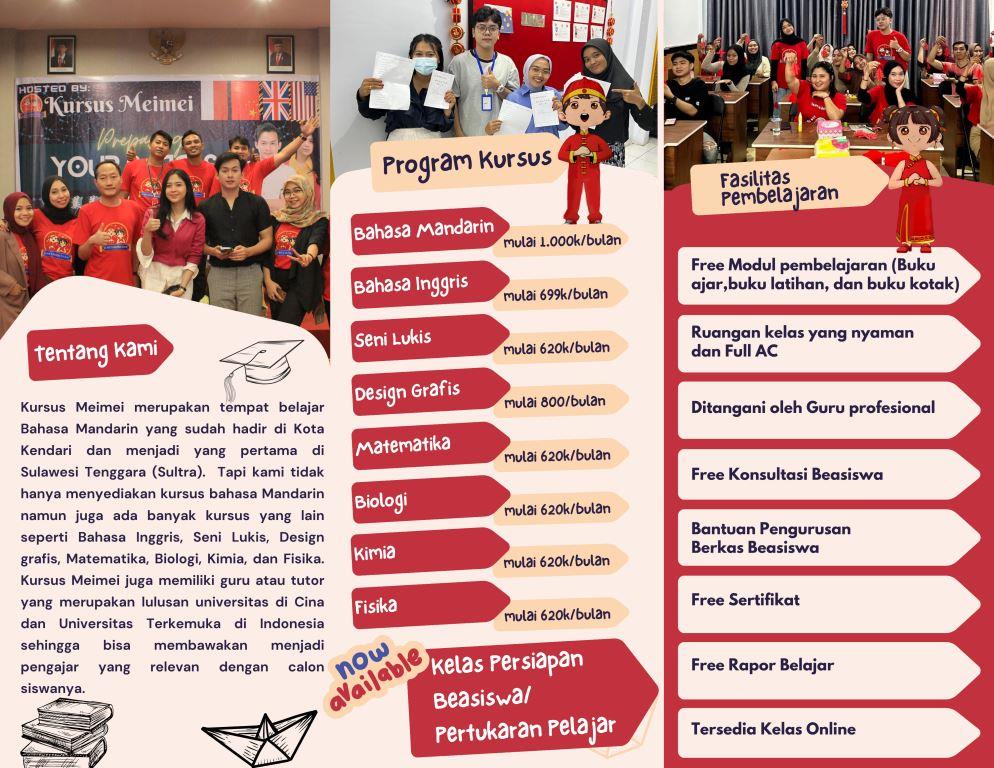 HOSTED BY:
Kursus Meimei
YOUR
Tentang Kami
Kursus Meimei merupakan tempat belajar
Bahasa Mandarin yang sudah hadir di Kota
Kendari dan menjadi yang pertama di
Sulawesi Tenggara (Sultra). Tapi kami tidak
hanya menyediakan kursus bahasa Mandarin
namun juga ada banyak kursus yang lain
seperti Bahasa Inggris, Seni Lukis, Design
grafis, Matematika, Biologi, Kimia, dan Fisika.
Kursus Meimei juga memiliki guru atau tutor
yang merupakan lulusan universitas di Cina
dan Universitas Terkemuka di Indonesia
sehingga bisa membawakan menjadi
pengajar yang relevan dengan calon
siswanya.
Program Kursus
Bahasa Mandarin
mulai 1.000k/bulan
Bahasa Inggris
mulai 699k/bulan
Seni Lukis
mulai 620k/bulan
Design Grafis
mulai 800/bulan
Matematika
mulai 620k/bulan
Biologi
mulai 620k/bulan
Kimia
mulai 620k/bulan
Fisika
mulai 620k/bulan
now
available
Kelas Persiapan
Beasiswa/
Pertukaran Pelajar
Fasilitas
Pembelajaran
Free Modul pembelajaran (Buku
ajar,buku latihan, dan buku kotak)
Ruangan kelas yang nyaman
dan Full AC
Ditangani oleh Guru profesional
Free Konsultasi Beasiswa
Bantuan Pengurusan
Berkas Beasiswa
Free Sertifikat
Free Rapor Belajar
Tersedia Kelas Online